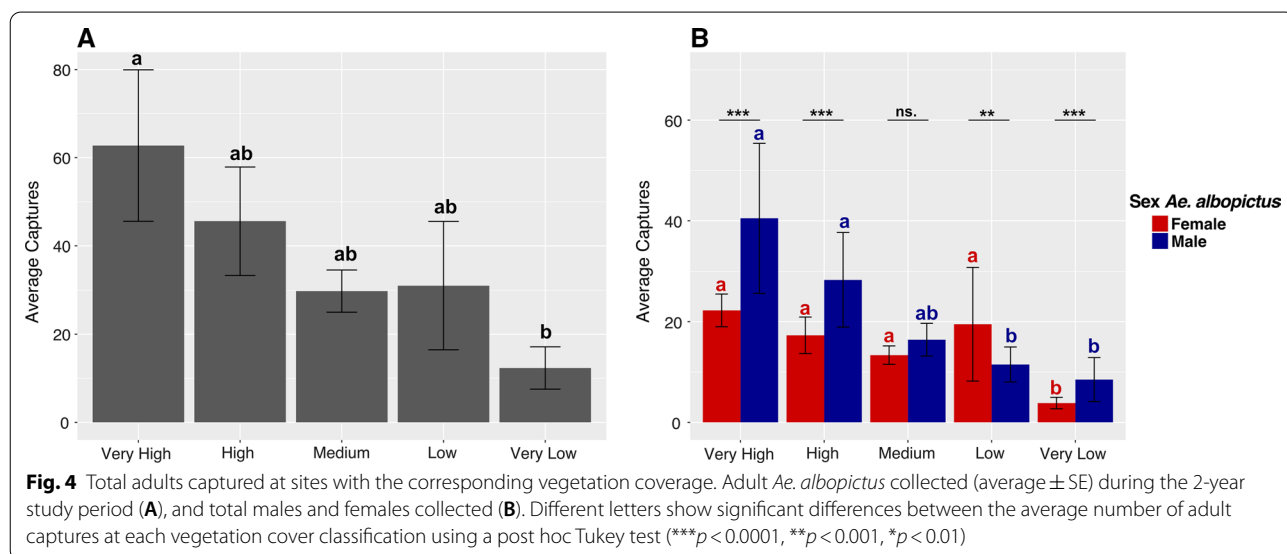 A
a
ab
ab
ab
b
80
60
40
20
0
Average Captures
Very High
High
Medium
Low
Very Low
B
***
***
ns.
**
***
a
a
a
a
a
ab
a
b
b
b
60
40
20
0
Average Captures
Very High
High
Medium
Low
Very Low
Sex Ae. albopictus
Female
Male
Fig. 4 Total adults captured at sites with the corresponding vegetation coverage. Adult Ae. albopictus collected (average ± SE) during the 2-year
study period (A), and total males and females collected (B). Different letters show significant differences between the average number of adult
captures at each vegetation cover classification using a post hoc Tukey test (***p < 0.0001, **p < 0.001, *p < 0.01)